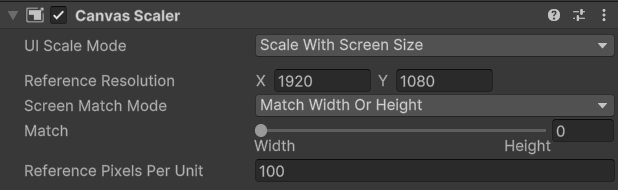 Canvas Scaler
UI Scale Mode Scale With Screen Size
Reference Resolution X 1920 Y 1080
Screen Match Mode Match Width Or Height
Match 0
Width Height
Reference Pixels Per Unit 100